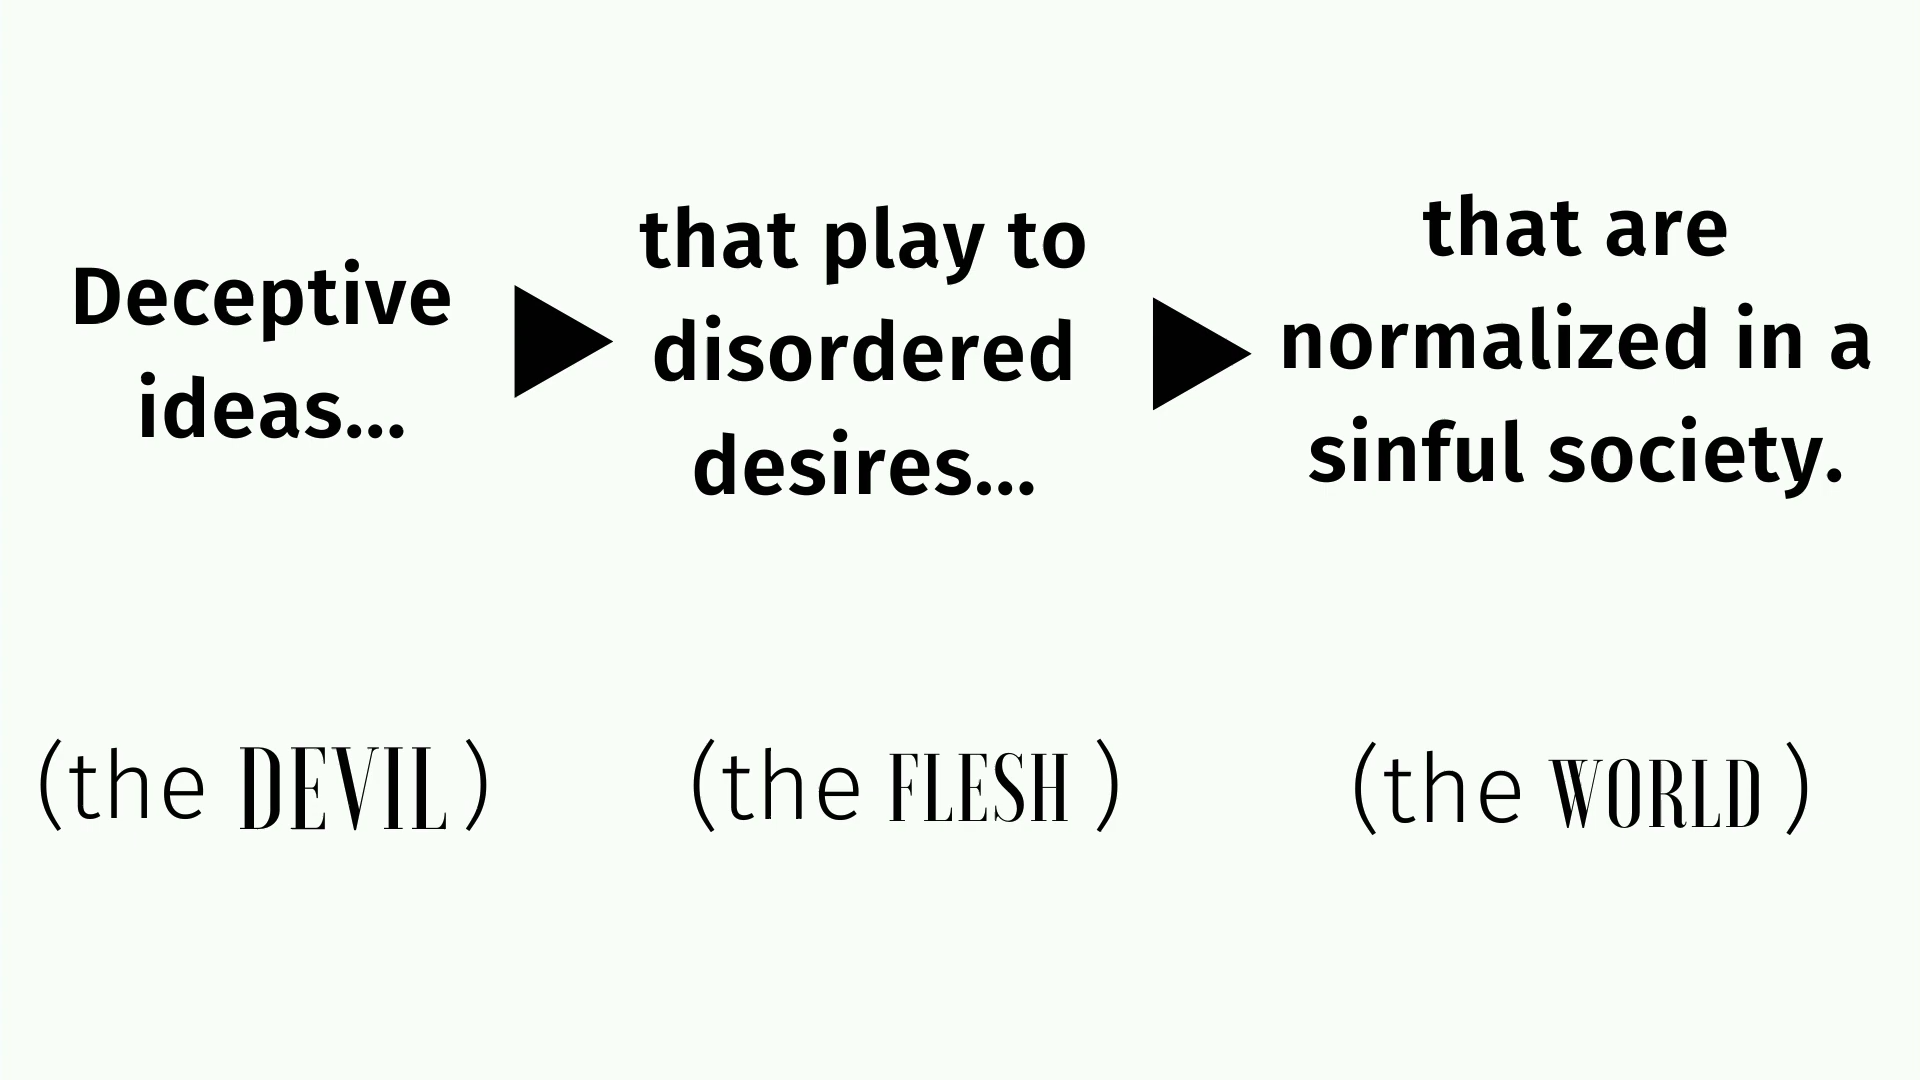 Deceptive
ideas...
that play to
disordered
desires...
that are
normalized in a
sinful society.
(the DEVIL)
(the FLESH )
(the WORLD )